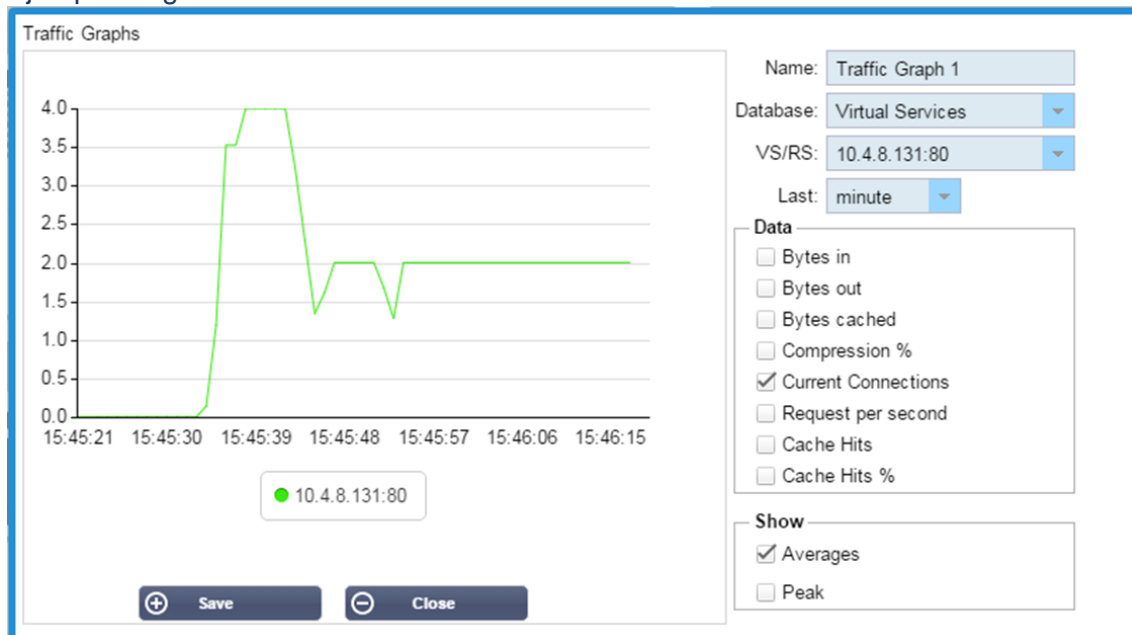 Traffic Graphs
4.0
3.5
3.0
2.5
2.0
1.5
1.0
0.5
0.0
15:45:21 15:45:30 15:45:39 15:45:48 15:45:57 15:46:06 15:46:15
10.4.8.131:80
Save Close
Name: Traffic Graph 1
Database: Virtual Services
VS/RS: 10.4.8.131:80
Last: minute
Data
Bytes in
Bytes out
Bytes cached
Compression %
Current Connections
Request per second
Cache Hits
Cache Hits %
Show
Averages
Peak